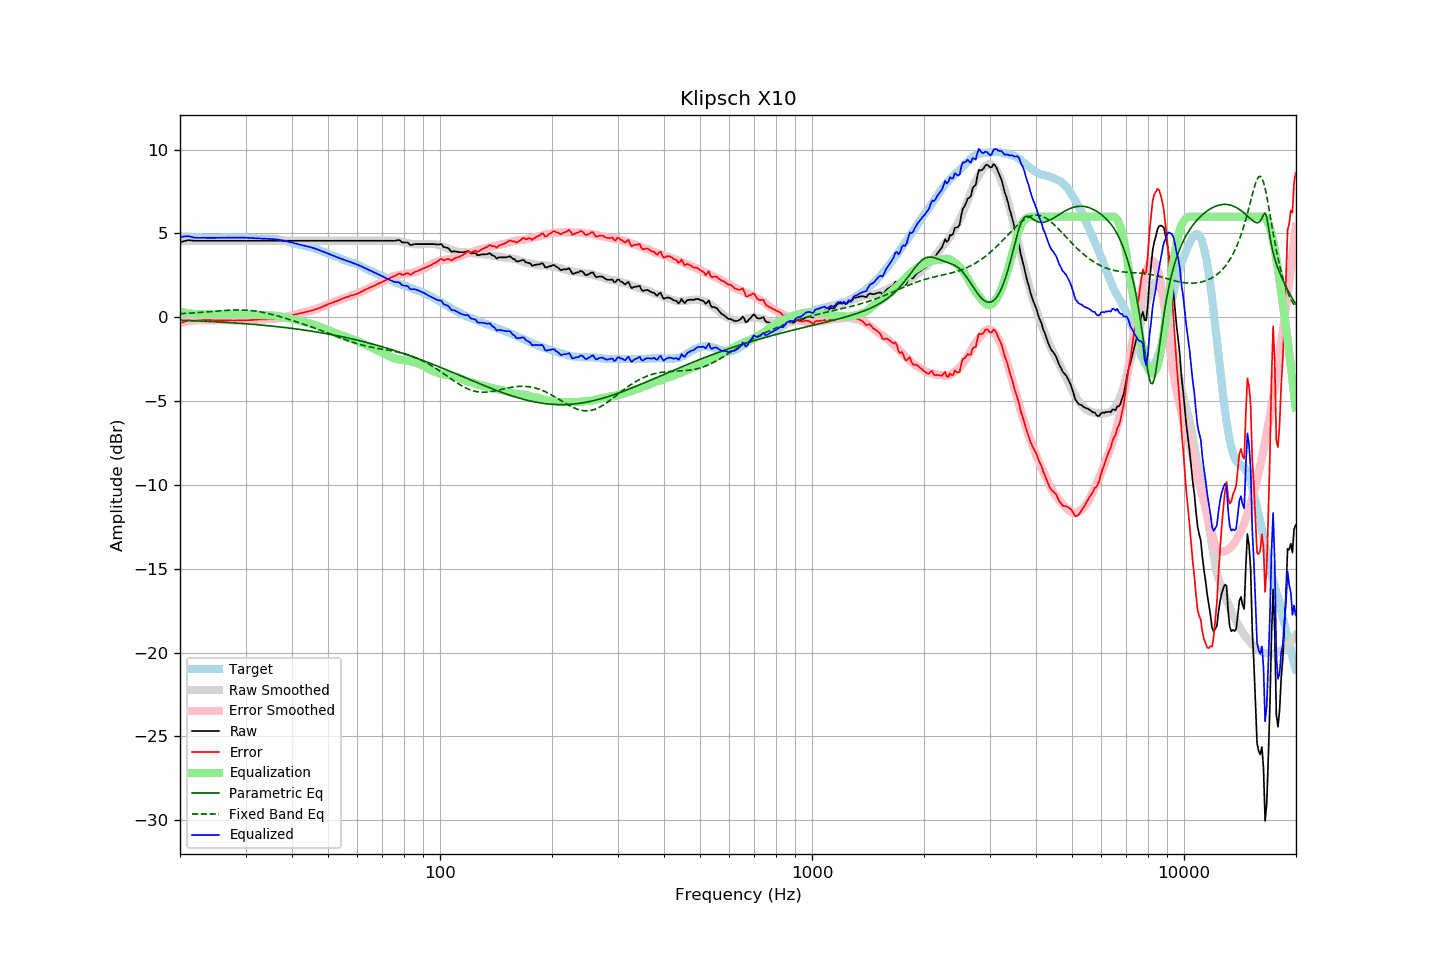 Klipsch X10
10
5
0
−5
−10
−15
−20
−25
−30
Amplitude (dBr)
Target
Raw Smoothed
Error Smoothed
Raw
Error
Equalization
Parametric Eq
Fixed Band Eq
Equalized
100
1000
10000
Frequency (Hz)